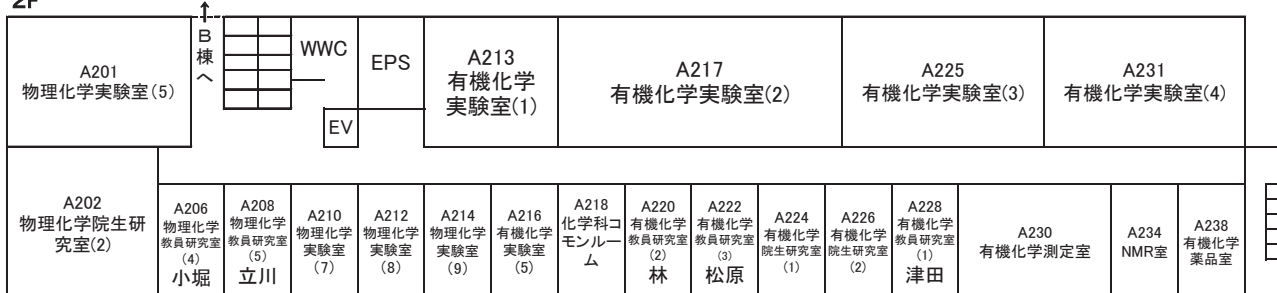 2F
B
棟
へ
WWC
EPS
EV
A201
物理化学実験室(5)
A213
有機化学
実験室(1)
A217
有機化学実験室(2)
A225
有機化学実験室(3)
A231
有機化学実験室(4)
A202
物理化学院生研
究室(2)
A206
物理化学
教員研究室
(4)
小堀
A208
物理化学
教員研究室
(5)
立川
A210
物理化学
実験室
(7)
A212
物理化学
実験室
(8)
A214
物理化学
実験室
(9)
A216
有機化学
実験室
(5)
A218
化学科コ
モンルー
ム
A220
有機化学
教員研究室
(2)
林
A222
有機化学
教員研究室
(3)
松原
A224
有機化学
院生研究室
(1)
A226
有機化学
院生研究室
(2)
A228
有機化学
教員研究室
(1)
津田
A230
有機化学測定室
A234
NMR室
A238
有機化学
薬品室